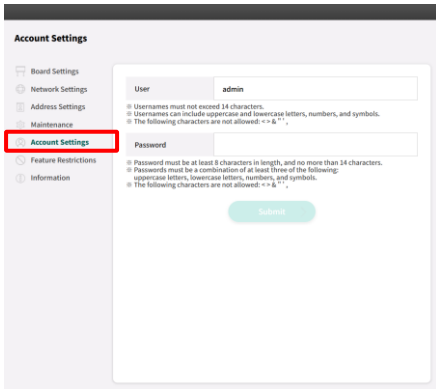 Account Settings
Board Settings
Network Settings
Address Settings
Maintenance
Account Settings
Feature Restrictions
Information
User admin
※ Usernames must not exceed 14 characters.
※ Usernames can include uppercase and lowercase letters, numbers, and symbols.
※ The following characters are not allowed: < > & " ' ,
Password
※ Password must be at least 8 characters in length, and no more than 14 characters.
※ Passwords must be a combination of at least three of the following:
uppercase letters, lowercase letters, numbers, and symbols.
※ The following characters are not allowed: < > & " ' ,
Submit